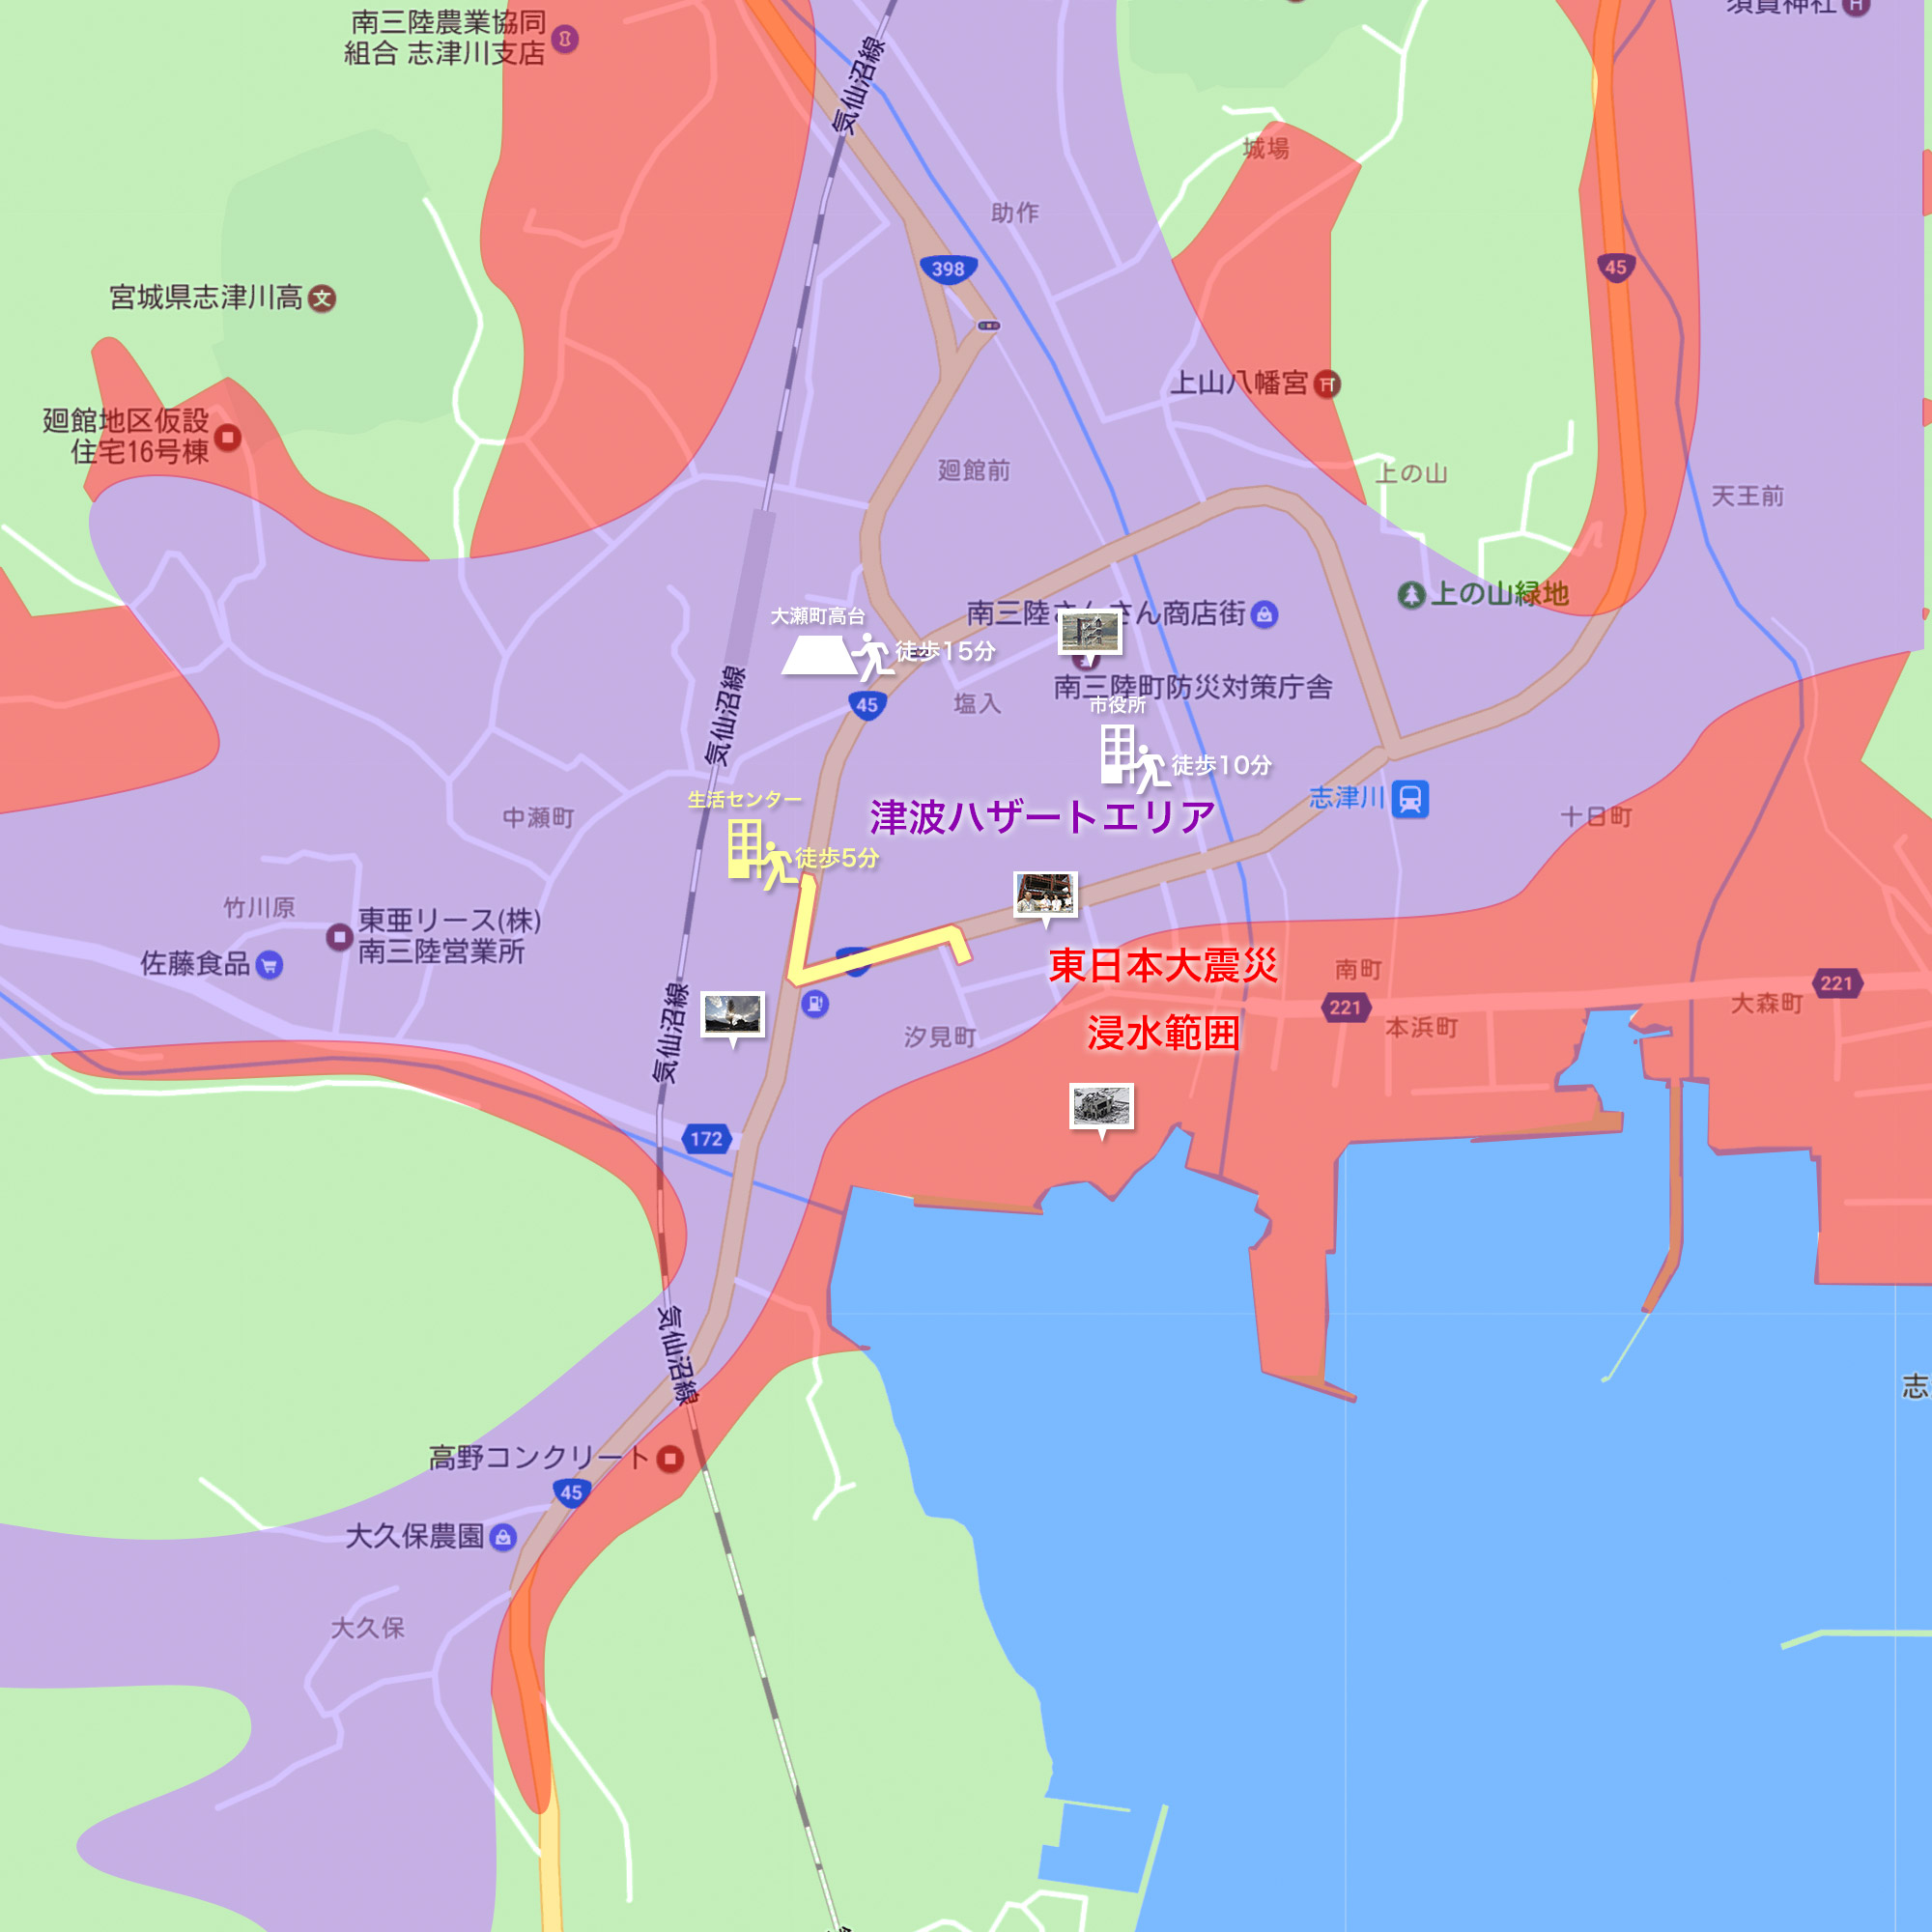 南三陸農業協同
組合 志津川支店
須賀神社
気仙沼線
城場
助作
398
45
宮城県志津川高
文
上山八幡宮
廻館地区仮設
住宅16号棟
廻館前
上の山
天王前
上の山緑地
南三陸さんさん商店街
大瀬町高台
徒歩15分
南三陸町防災対策庁舎
45
塩入
市役所
徒歩10分
気仙沼線
生活センター
徒歩5分
津波ハザートエリア
志津川
中瀬町
十日町
竹川原
東亜リース(株)
南三陸営業所
佐藤食品
東日本大震災
浸水範囲
南町
221
221
大森町
本浜町
汐見町
気仙沼線
172
気仙沼線
志
高野コンクリート
45
大久保農園
大久保